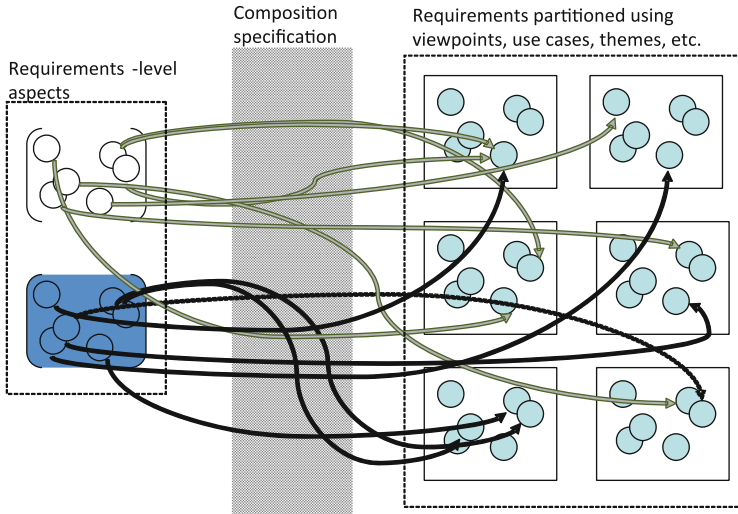 Composition
specification
Requirements partitioned using
viewpoints, use cases, themes, etc.
Requirements -level
aspects